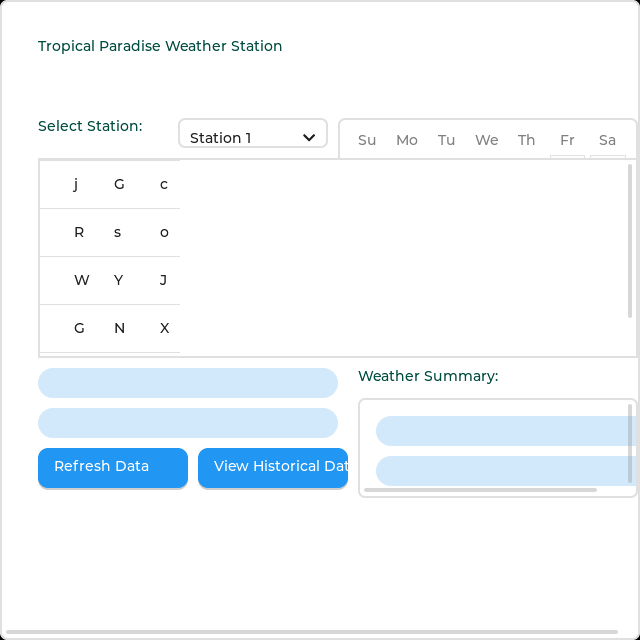 Tropical Paradise Weather Station
Select Station:
Station 1
Su Mo Tu We Th Fr Sa
j G c
R s o
W Y J
G N X
Weather Summary:
Refresh Data
View Historical Dat